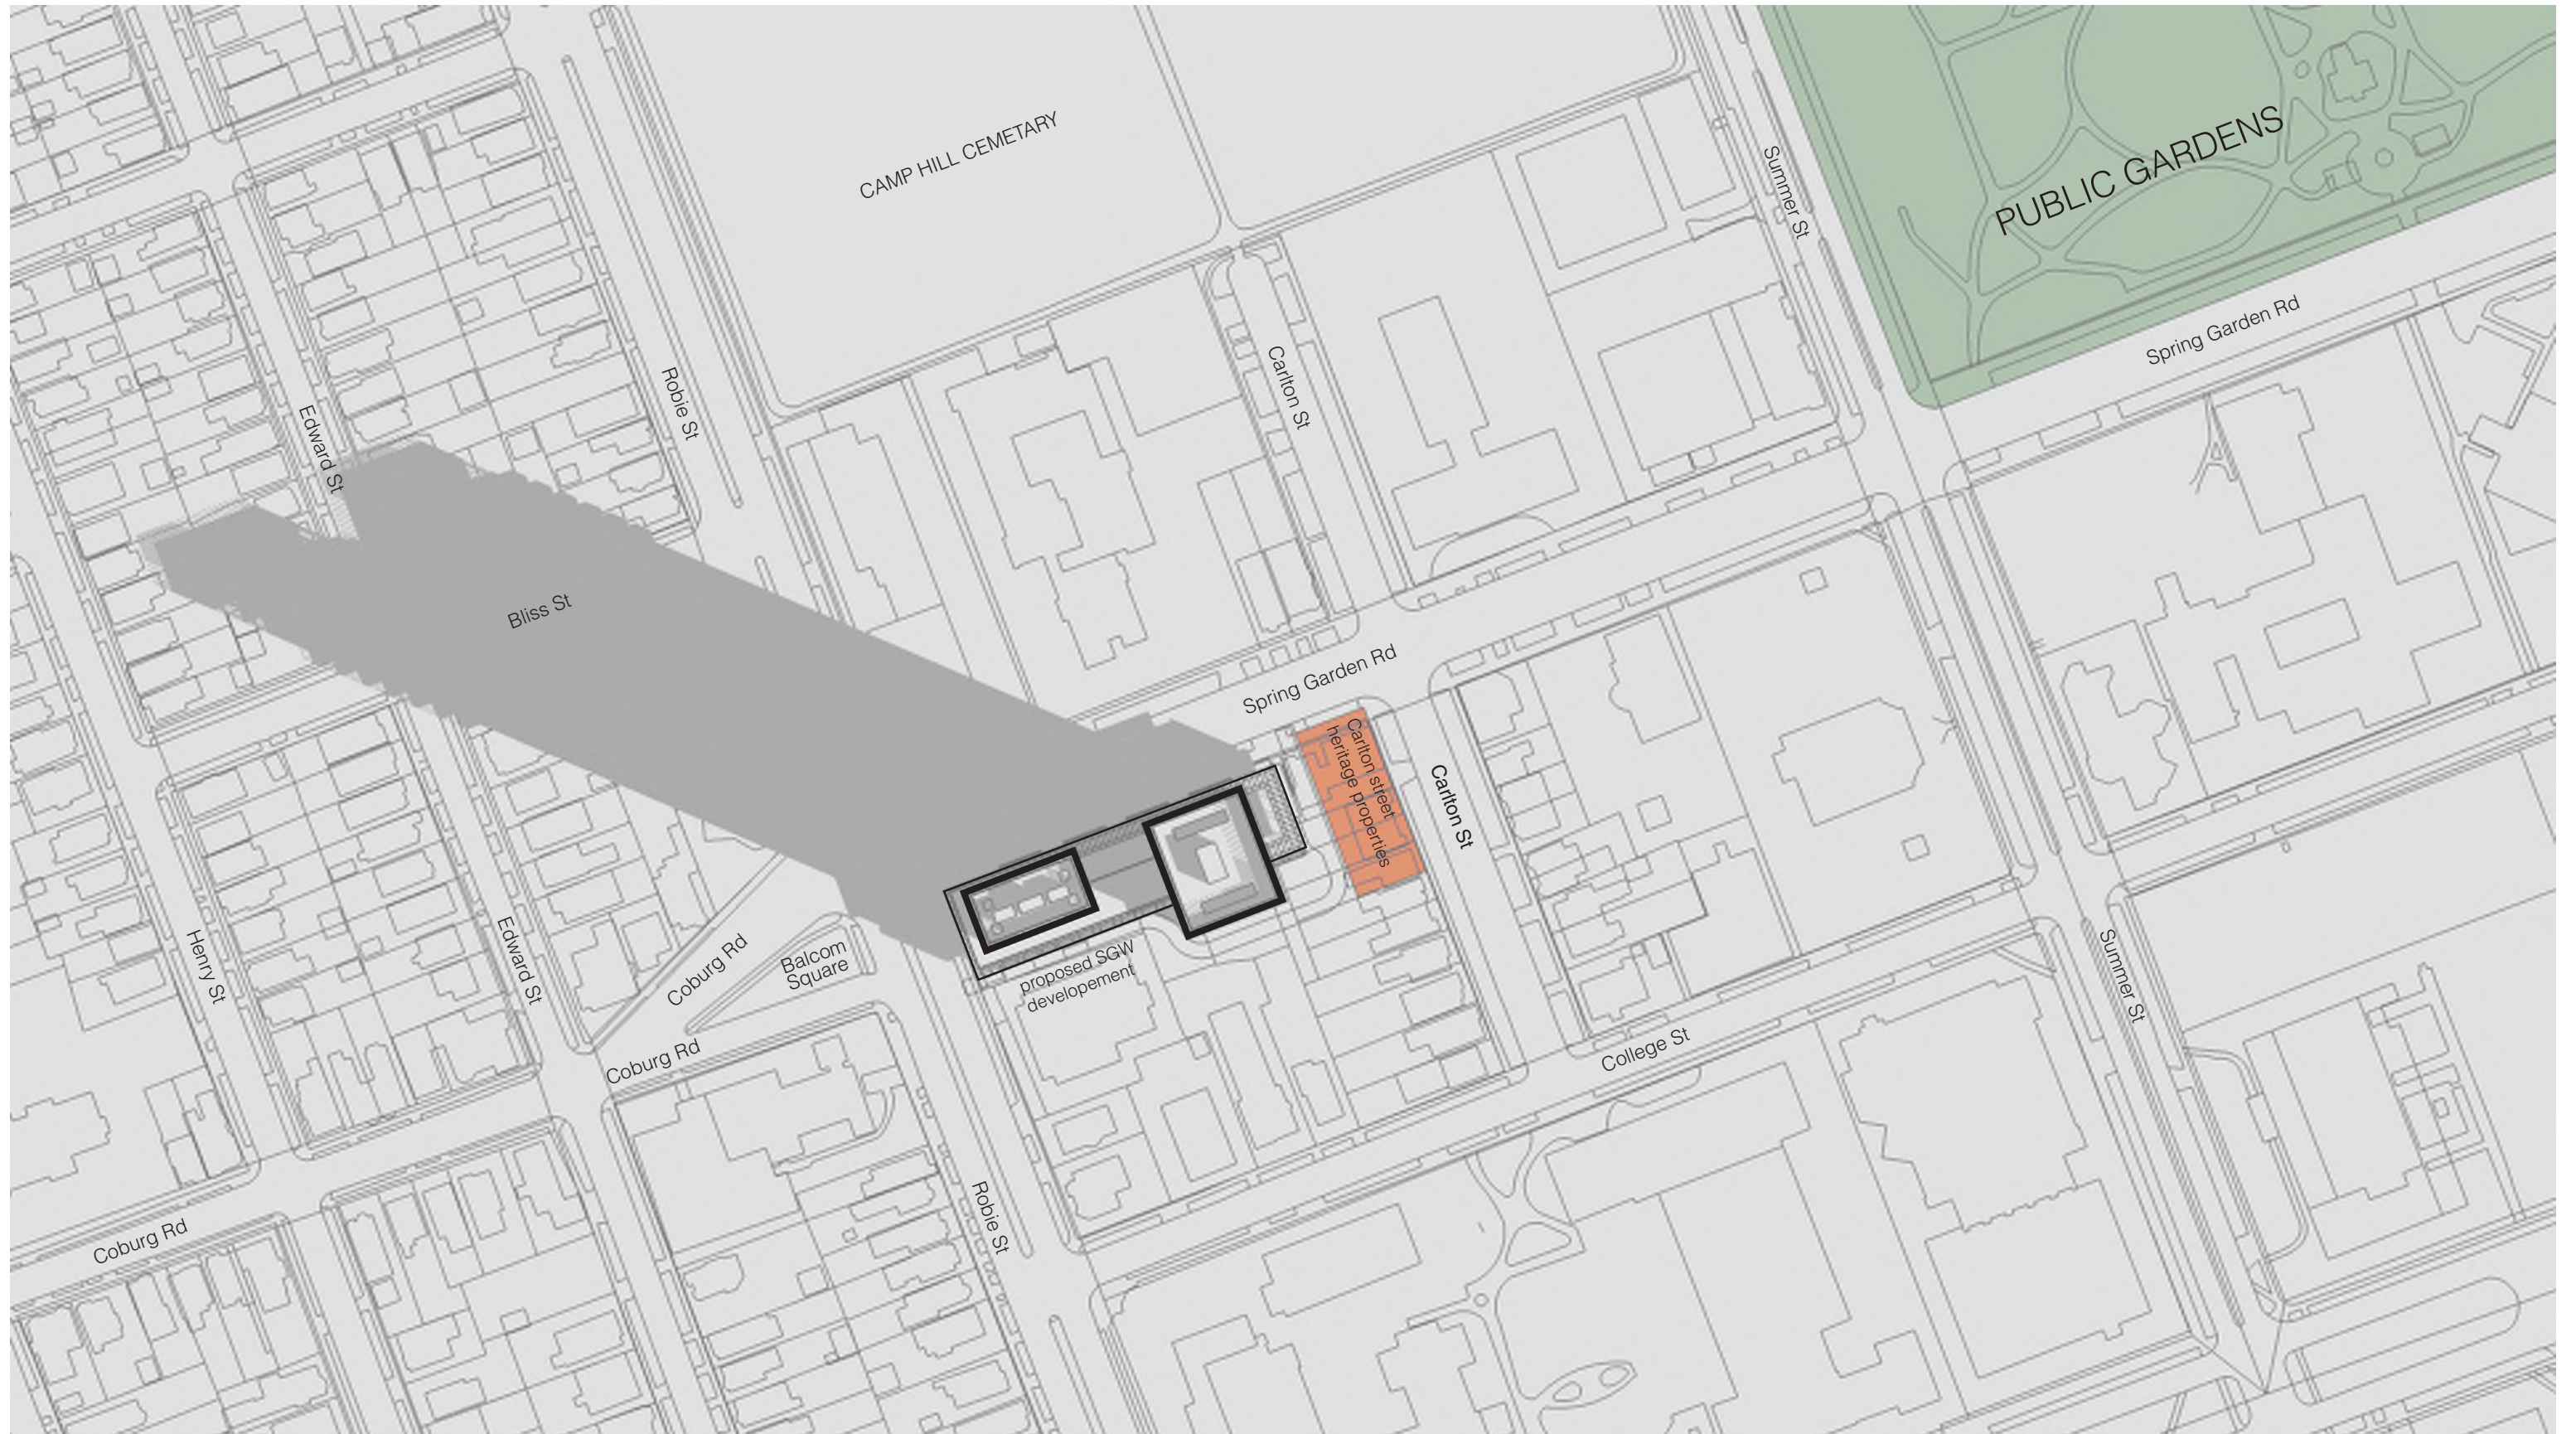 CAMP HILL CEMETARY
PUBLIC GARDENS
Summer St
Spring Garden Rd
Robie St
Carlton St
Edward St
Bliss St
Spring Garden Rd
Carlton street
heritage properties
Carlton St
Henry St
Edward St
Coburg Rd
Balcom
Square
proposed SGW
developement
Summer St
College St
Coburg Rd
Robie St
Coburg Rd